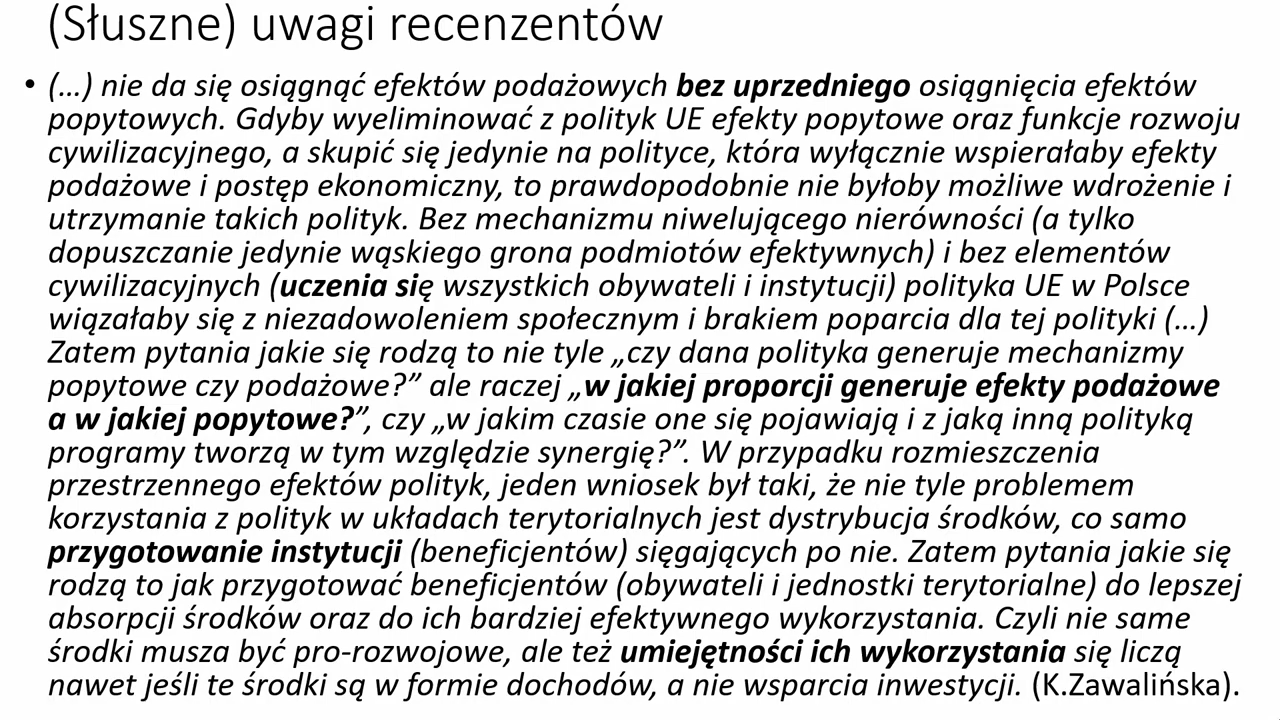 (Słuszne) uwagi recenzentów
• (…) nie da się osiągnąć efektów podażowych bez uprzedniego osiągnięcia efektów
popytowych. Gdyby wyeliminować z polityk UE efekty popytowe oraz funkcje rozwoju
cywilizacyjnego, a skupić się jedynie na polityce, która wyłącznie wspierałaby efekty
podażowe i postęp ekonomiczny, to prawdopodobnie nie byłoby możliwe wdrożenie i
utrzymanie takich polityk. Bez mechanizmu niwelującego nierówności (a tylko
dopuszczanie jedynie wąskiego grona podmiotów efektywnych) i bez elementów
cywilizacyjnych (uczenia się wszystkich obywateli i instytucji) polityka UE w Polsce
wiązałaby się z niezadowoleniem społecznym i brakiem poparcia dla tej polityki (…)
Zatem pytania jakie się rodzą to nie tyle „czy dana polityka generuje mechanizmy
popytowe czy podażowe?” ale raczej „w jakiej proporcji generuje efekty podażowe
a w jakiej popytowe?”, czy „w jakim czasie one się pojawiają i z jaką inną polityką
programy tworzą w tym względzie synergię?”. W przypadku rozmieszczenia
przestrzennego efektów polityk, jeden wniosek był taki, że nie tyle problemem
korzystania z polityk w układach terytorialnych jest dystrybucja środków, co samo
przygotowanie instytucji (beneficjentów) sięgających po nie. Zatem pytania jakie się
rodzą to jak przygotować beneficjentów (obywateli i jednostki terytorialne) do lepszej
absorpcji środków oraz do ich bardziej efektywnego wykorzystania. Czyli nie same
środki musza być pro-rozwojowe, ale też umiejętności ich wykorzystania się liczą
nawet jeśli te środki są w formie dochodów, a nie wsparcia inwestycji. (K.Zawalińska).